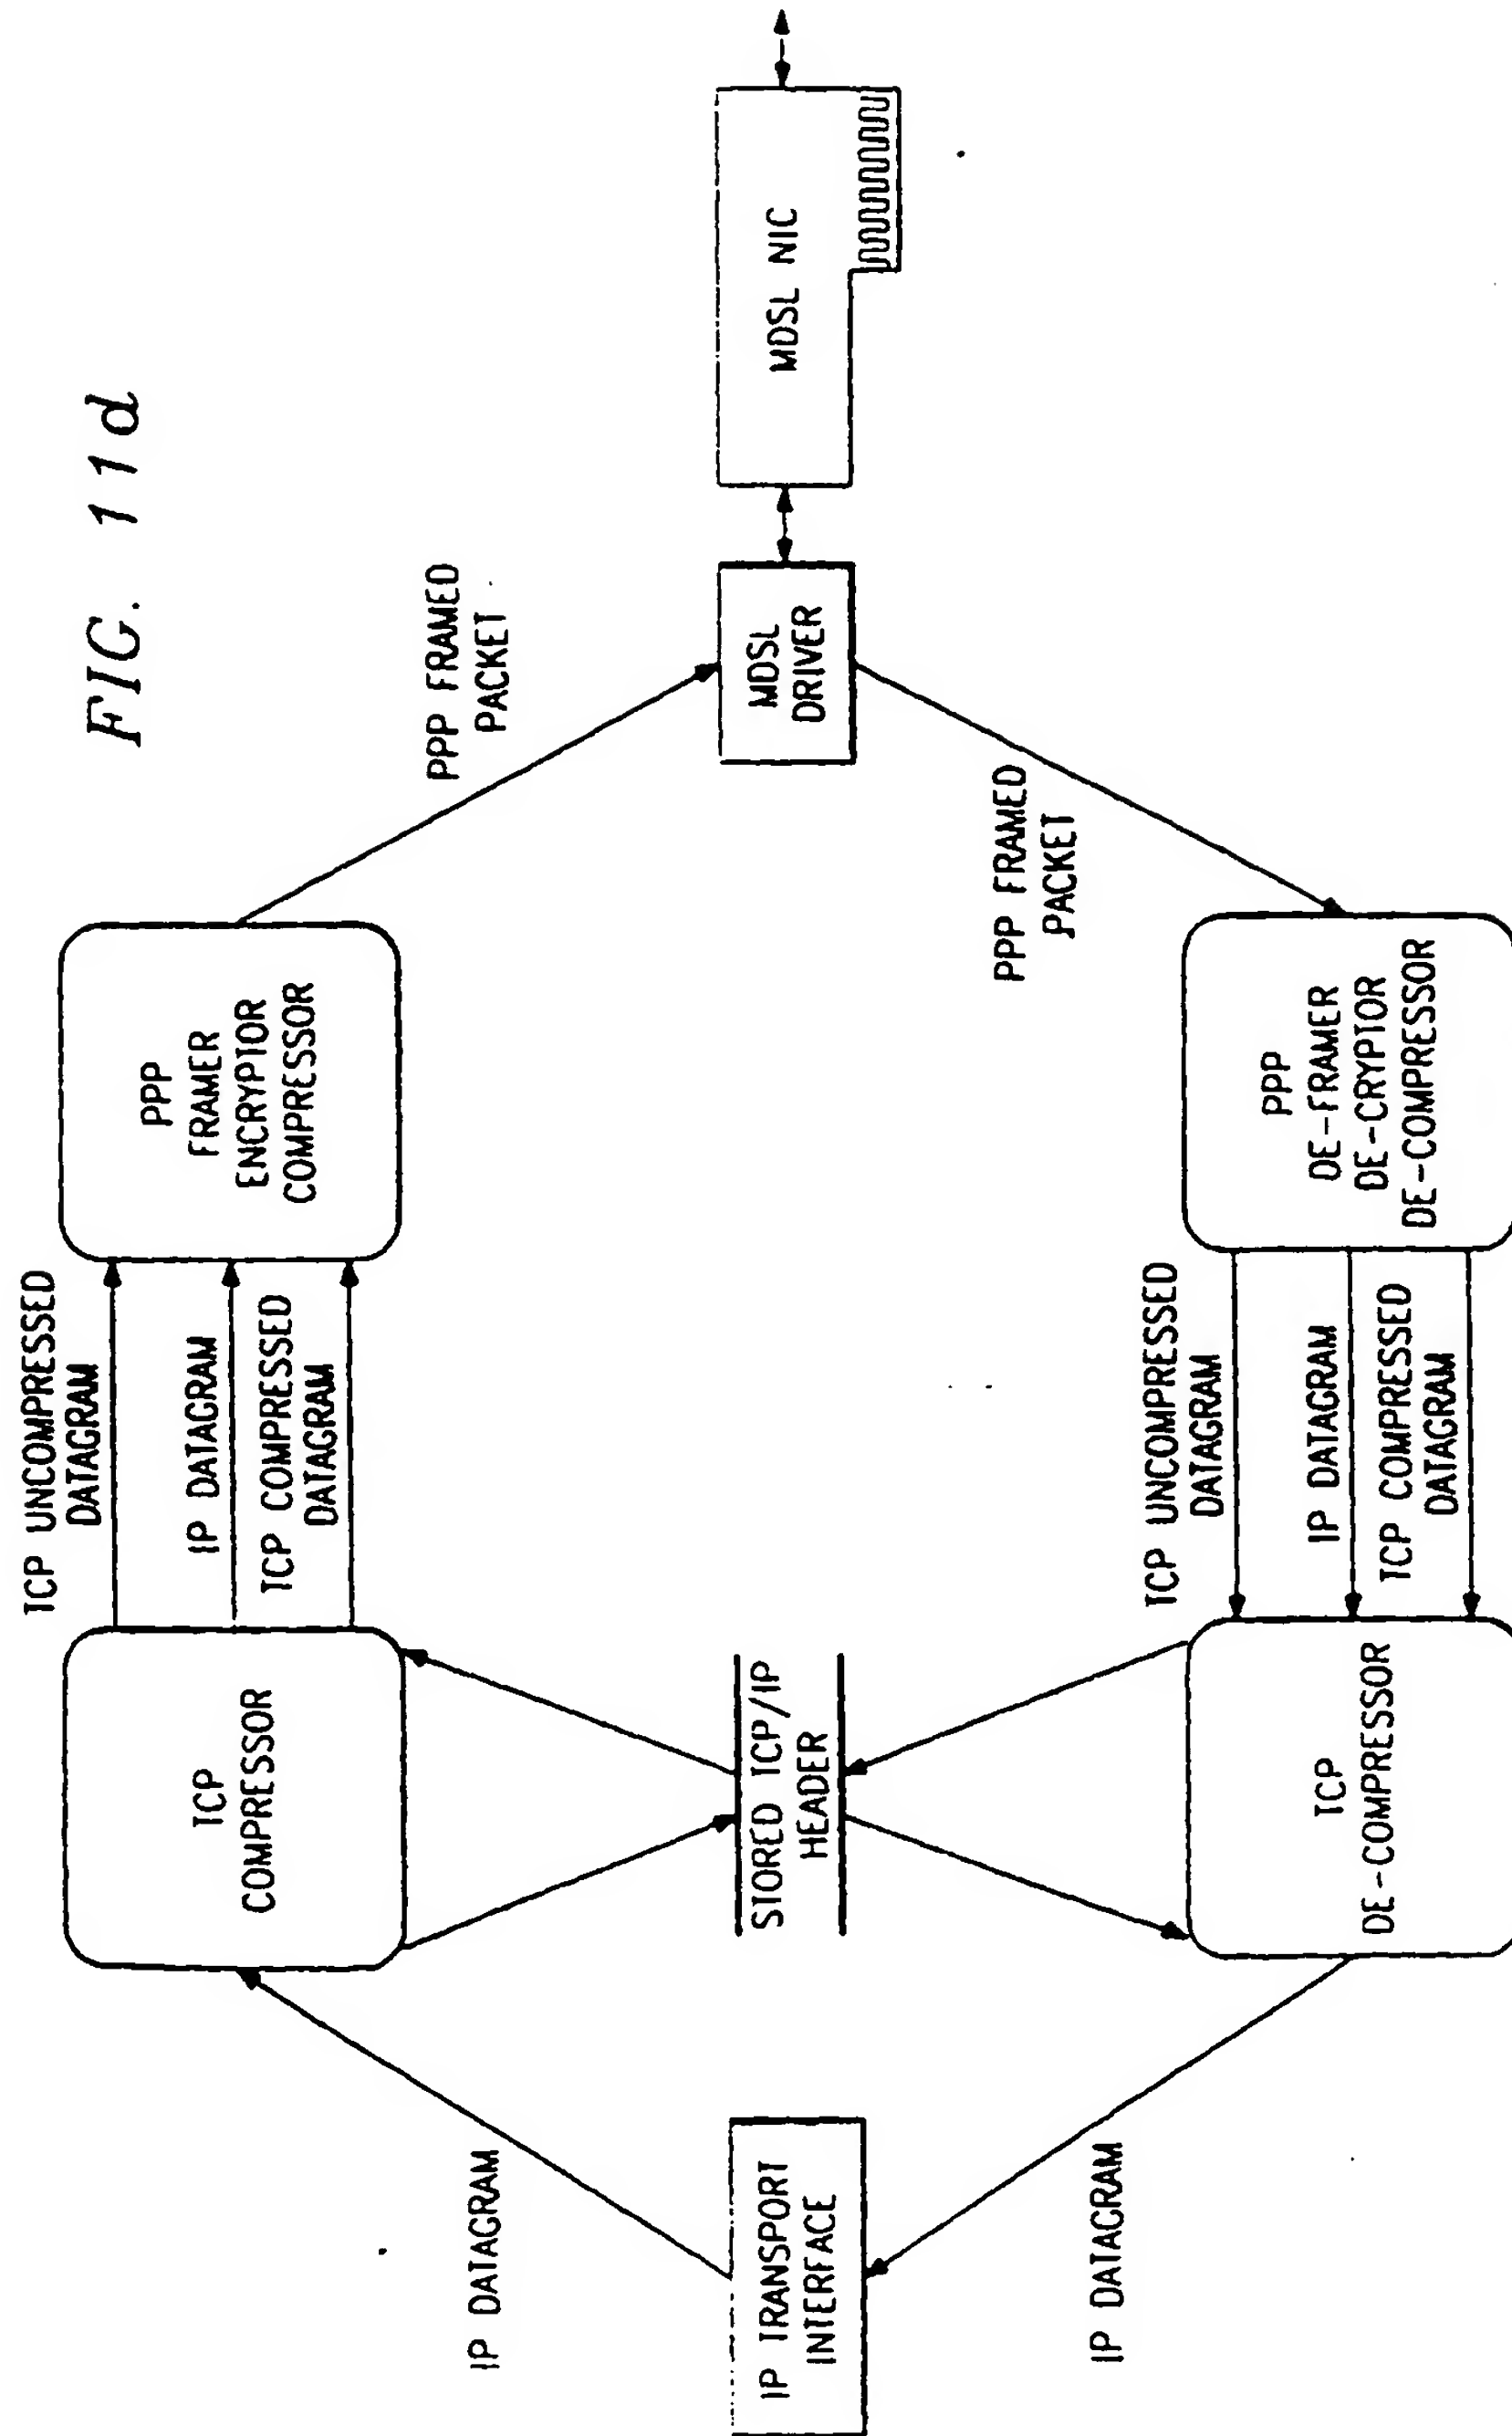 FIG. 11d
TCP UNCOMPRESSED
DATAGRAM
IP DATAGRAM
TCP COMPRESSED
DATAGRAM
TCP
COMPRESSOR
PPP
FRAMER
ENCRYPTOR
COMPRESSOR
IP DATAGRAM
PPP FRAMED
PACKET
IP TRANSPORT
INTERFACE
STORED TCP/IP
HEADER
MDSL
DRIVER
MDSL NIC
IP DATAGRAM
PPP FRAMED
PACKET
TCP UNCOMPRESSED
DATAGRAM
IP DATAGRAM
TCP COMPRESSED
DATAGRAM
TCP
DE-COMPRESSOR
PPP
DE-FRAMER
DE-CRYPTOR
DE-COMPRESSOR